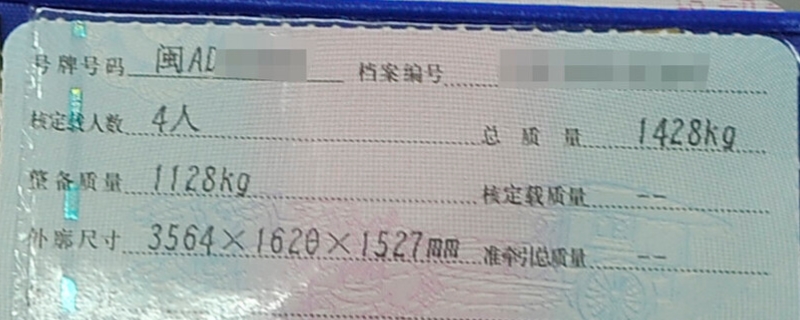 号牌号码 闽AD 档案编号
核定载人数 4人 总质量 1428kg
整备质量 1128kg 核定载质量 --
外廓尺寸 3564×1620×1527mm 准牵引总质量 --